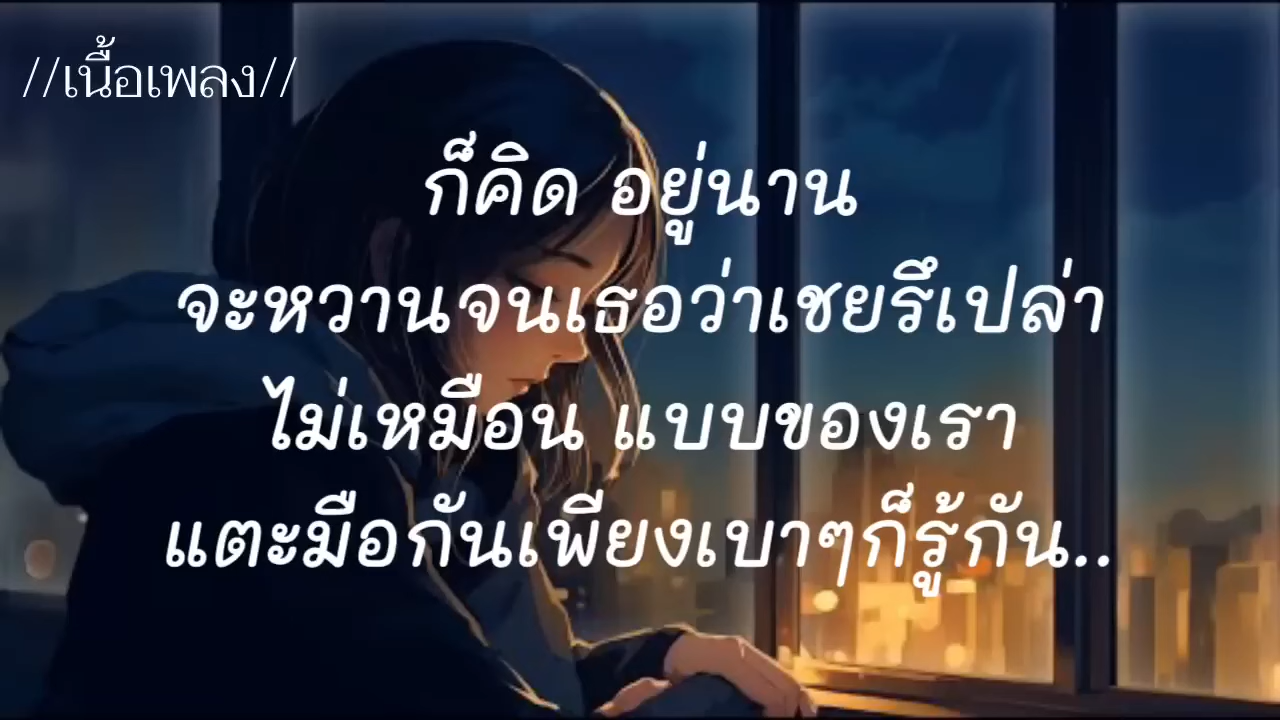 //เนื้อเพลง//
ก็คิด อยู่นาน
จะหวานจนเธอว่าเชยรึเปล่า
ไม่เหมือน แบบของเรา
แตะมือกันเพียงเบาๆก็รู้กัน..